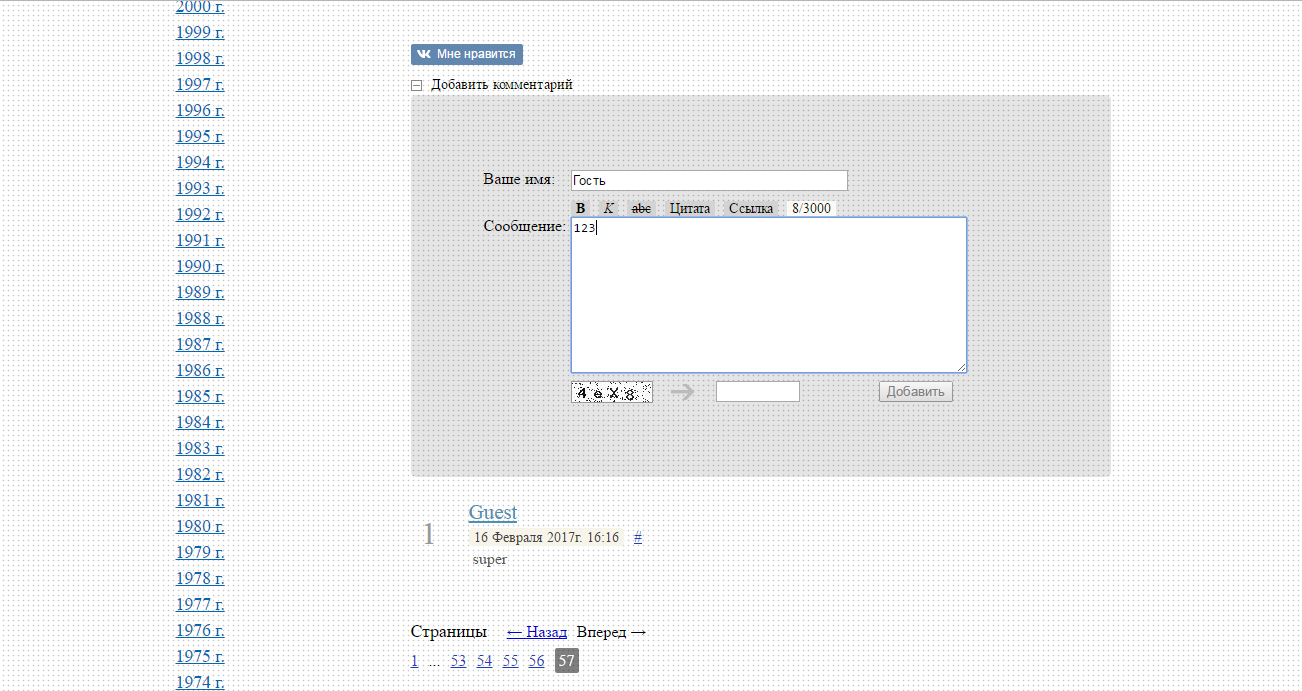 2000 г.
1999 г.
1998 г.
1997 г.
1996 г.
1995 г.
1994 г.
1993 г.
1992 г.
1991 г.
1990 г.
1989 г.
1988 г.
1987 г.
1986 г.
1985 г.
1984 г.
1983 г.
1982 г.
1981 г.
1980 г.
1979 г.
1978 г.
1977 г.
1976 г.
1975 г.
1974 г.
Мне нравится
Добавить комментарий
Ваше имя: Гость
B K abc Цитата Ссылка 8/3000
Сообщение: 123
4 e X 8 → Добавить
1 Guest
16 Февраля 2017г. 16:16 #
super
Страницы ← Назад Вперед →
1 ... 53 54 55 56 57